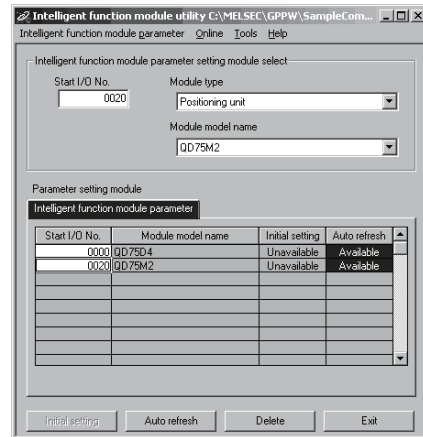 Intelligent function module utility C:\MELSEC\GPPW\SampleCom...
Intelligent function module parameter Online Tools Help
Intelligent function module parameter setting module select
Start I/O No. Module type
0020 Positioning unit
Module model name
QD75M2
Parameter setting module
Intelligent function module parameter
Start I/O No. Module model name Initial setting Auto refresh
0000 QD75D4 Unavailable Available
0020 QD75M2 Unavailable Available
Initial setting Auto refresh Delete Exit